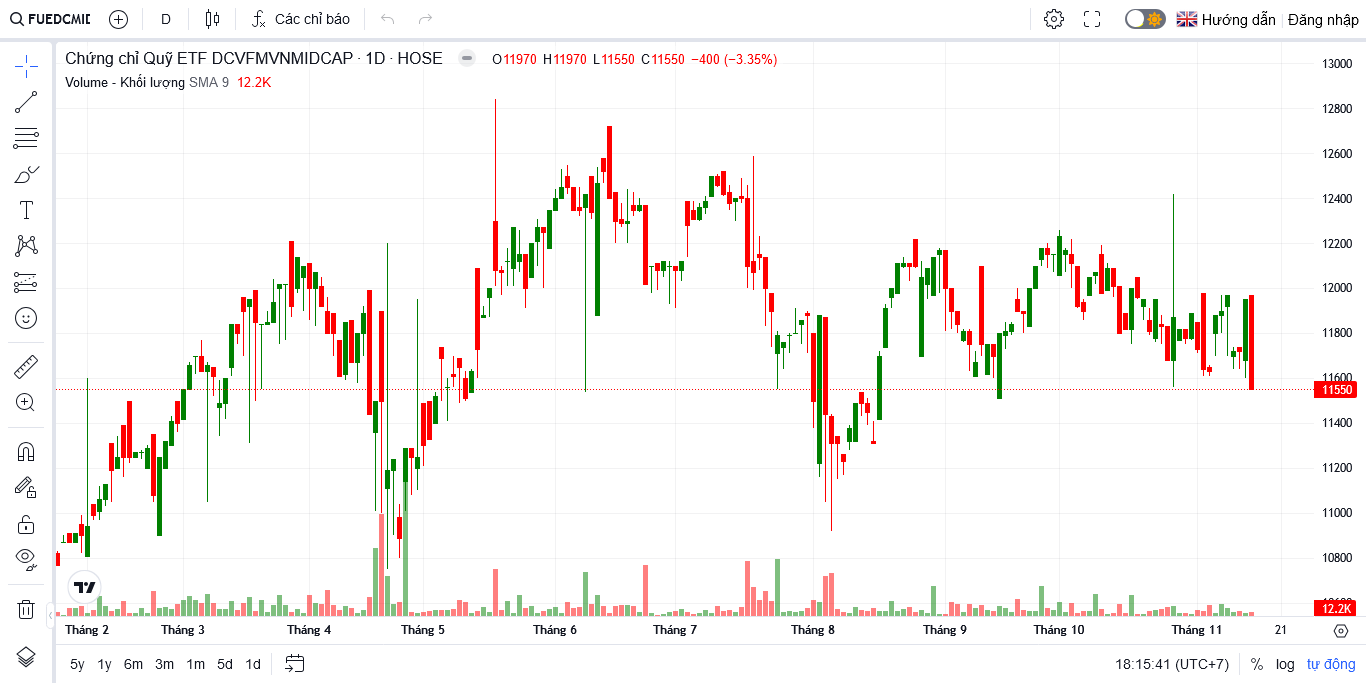 FUEDCMID D Các chỉ báo Hướng dẫn Đăng nhập
Chứng chỉ Quỹ ETF DCVFMVNMIDCAP · 1D · HOSE O11970 H11970 L11550 C11550 −400 (−3.35%)
Volume - Khối lượng SMA 9 12.2K
13000
12800
12600
12400
12200
12000
11800
11600
11550
11400
11200
11000
10800
12.2K
Tháng 2 Tháng 3 Tháng 4 Tháng 5 Tháng 6 Tháng 7 Tháng 8 Tháng 9 Tháng 10 Tháng 11 21
5y 1y 6m 3m 1m 5d 1d 18:15:41 (UTC+7) % log tự động